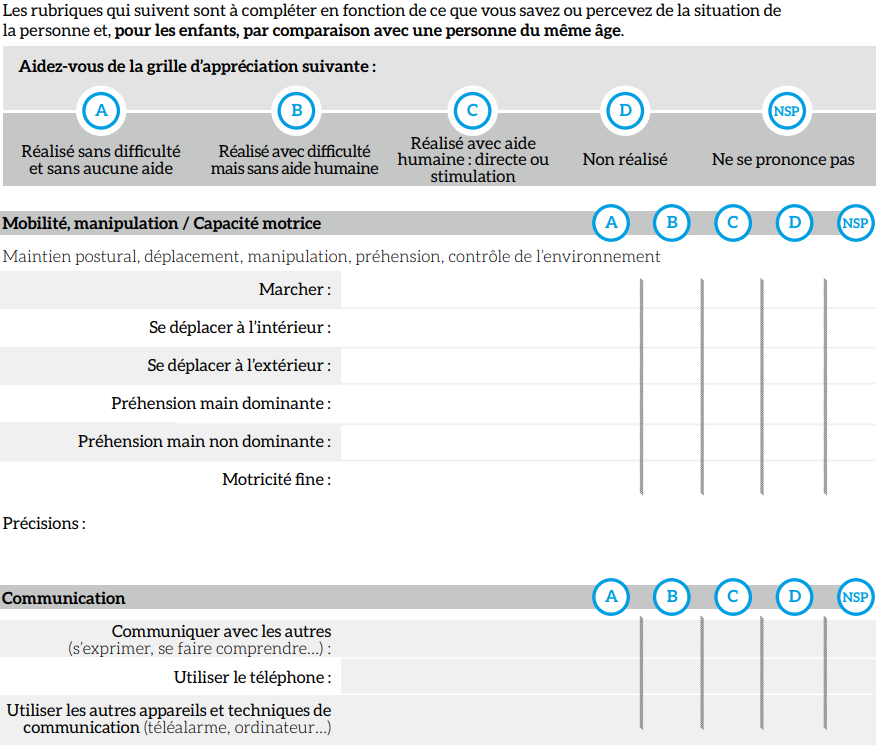 Les rubriques qui suivent sont à compléter en fonction de ce que vous savez ou percevez de la situation de
la personne et, pour les enfants, par comparaison avec une personne du même âge.
Aidez-vous de la grille d'appréciation suivante :
A B C D NSP
Réalisé sans difficulté
et sans aucune aide
Réalisé avec difficulté
mais sans aide humaine
Réalisé avec aide
humaine : directe ou
stimulation
Non réalisé
Ne se prononce pas
Mobilité, manipulation / Capacité motrice A B C D NSP
Maintien postural, déplacement, manipulation, préhension, contrôle de l'environnement
Marcher :
Se déplacer à l'intérieur :
Se déplacer à l'extérieur :
Préhension main dominante :
Préhension main non dominante :
Motricité fine :
Précisions :
Communication A B C D NSP
Communiquer avec les autres
(s'exprimer, se faire comprendre...) :
Utiliser le téléphone :
Utiliser les autres appareils et techniques de
communication (téléalarme, ordinateur...)